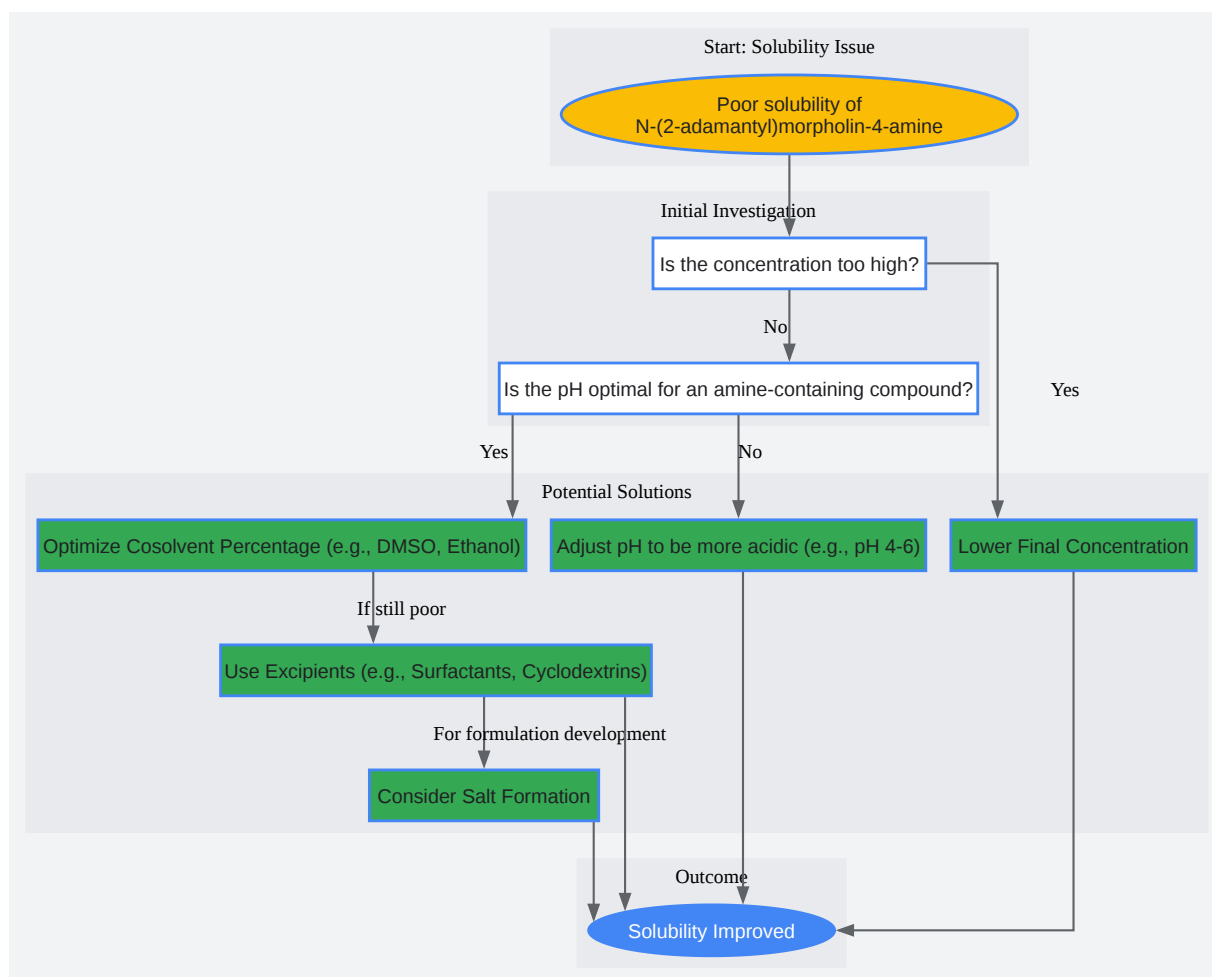 Start: Solubility Issue
Poor solubility of
N-(2-adamantyl)morpholin-4-amine
Initial Investigation
Is the concentration too high?
No
Is the pH optimal for an amine-containing compound?
Yes
Yes
No
Potential Solutions
Optimize Cosolvent Percentage (e.g., DMSO, Ethanol)
Adjust pH to be more acidic (e.g., pH 4-6)
Lower Final Concentration
If still poor
Use Excipients (e.g., Surfactants, Cyclodextrins)
For formulation development
Consider Salt Formation
Outcome
Solubility Improved